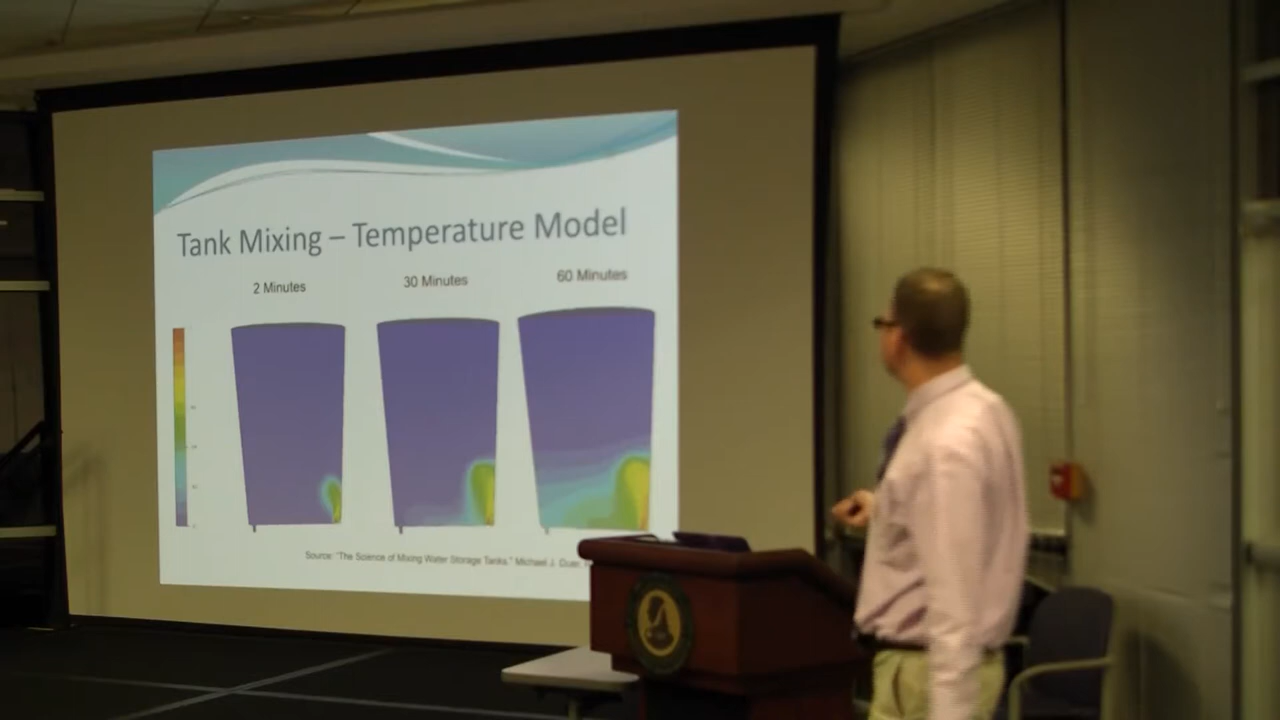 Tank Mixing – Temperature Model
2 Minutes
30 Minutes
60 Minutes
Source: "The Science of Mixing Water Storage Tanks." Michael J. Duer.